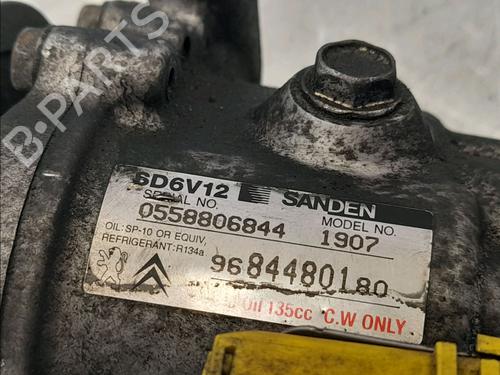 B-PARTS
SD6V12 SANDEN
SERIAL NO. MODEL NO.
0558806844 1907
OIL: SP-10 OR EQUIV,
REFRIGERANT: R134a
9684480180
Oil 135cc C.W ONLY